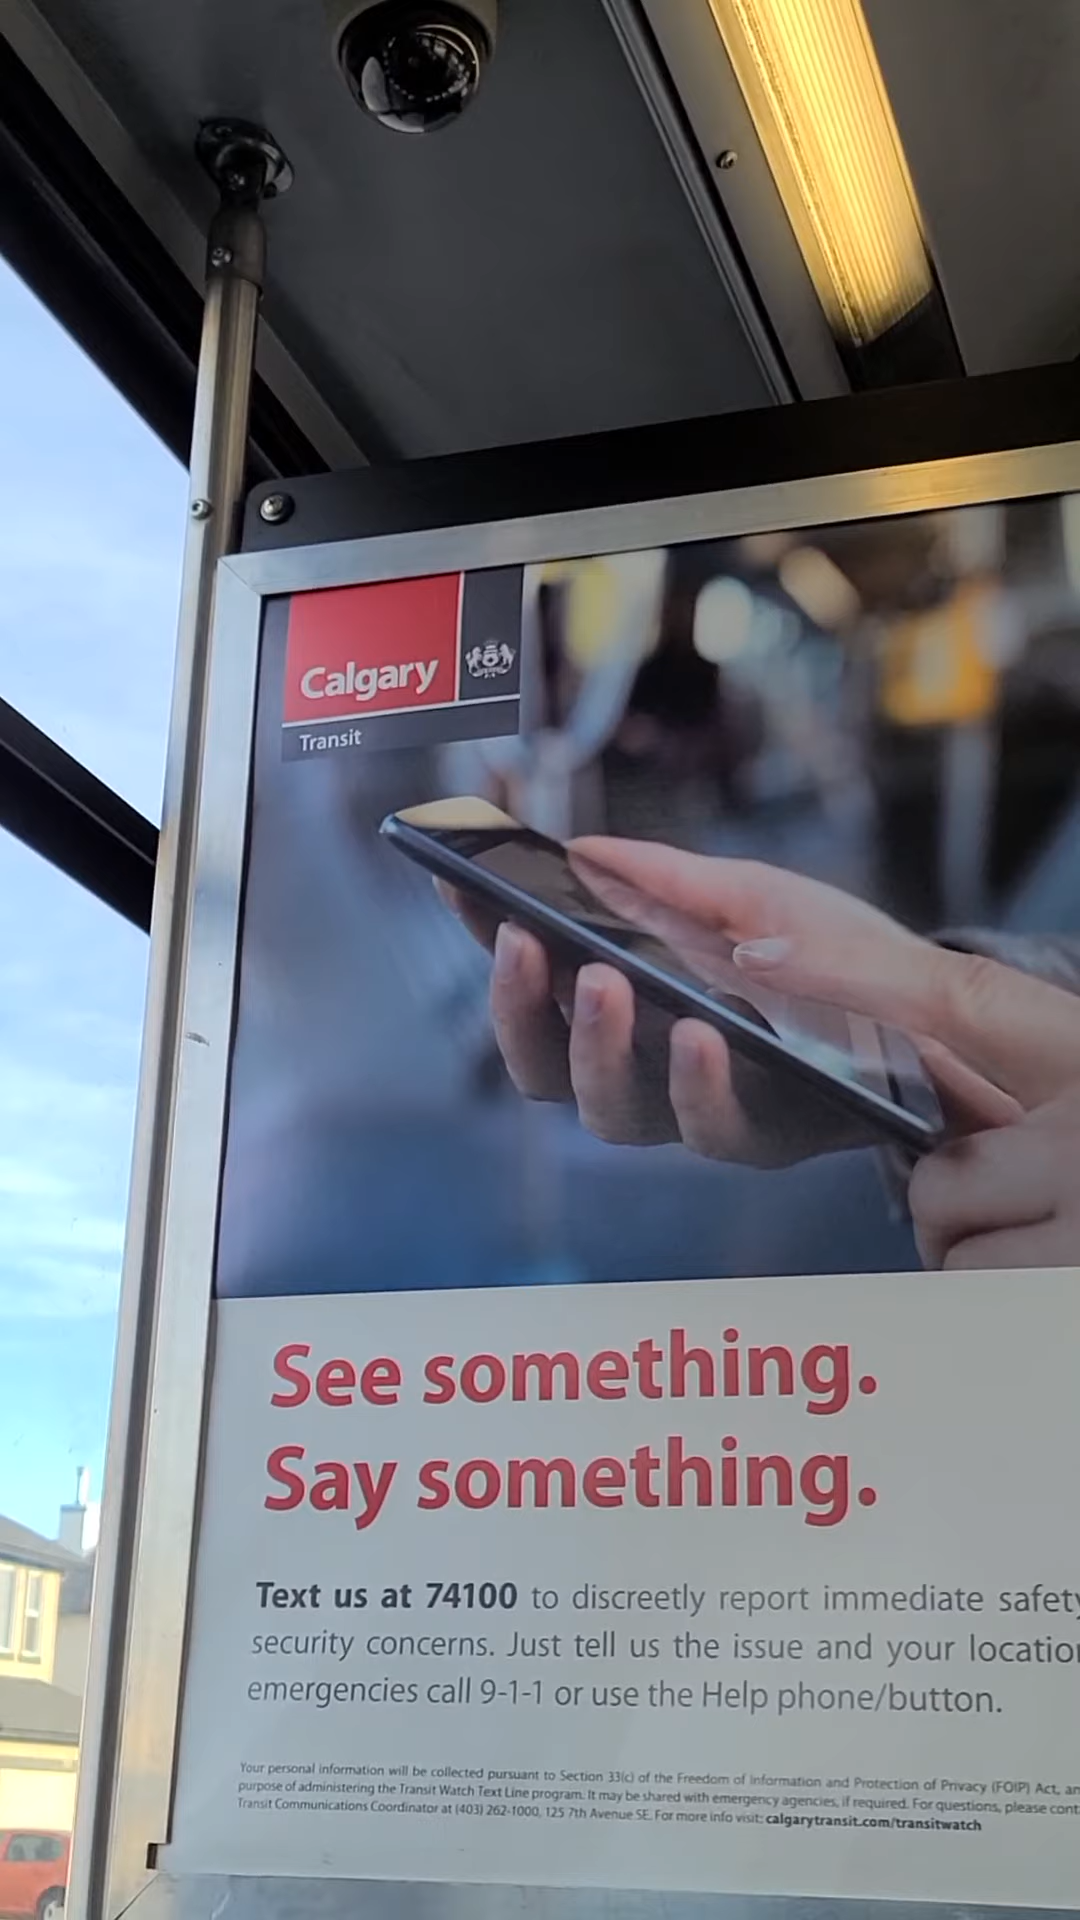 Calgary
Transit
See something.
Say something.
Text us at 74100 to discreetly report immediate safety
security concerns. Just tell us the issue and your location
emergencies call 9-1-1 or use the Help phone/button.
Your personal information will be collected pursuant to Section 33(c) of the Freedom of Information and Protection of Privacy (FOIP) Act, an
purpose of administering the Transit Watch Text Line program. It may be shared with emergency agencies, if required. For questions, please cont
Transit Communications Coordinator at (403) 262-1000, 125 7th Avenue SE. For more info visit: calgarytransit.com/transitwatch